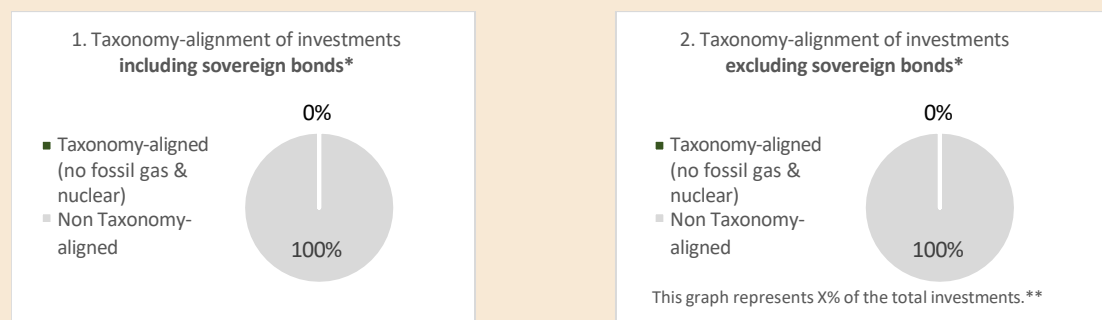 1. Taxonomy-alignment of investments
including sovereign bonds*
0%
Taxonomy-aligned
(no fossil gas &
nuclear)
Non Taxonomy-
aligned
100%
2. Taxonomy-alignment of investments
excluding sovereign bonds*
0%
Taxonomy-aligned
(no fossil gas &
nuclear)
Non Taxonomy-
aligned
100%
This graph represents X% of the total investments.**